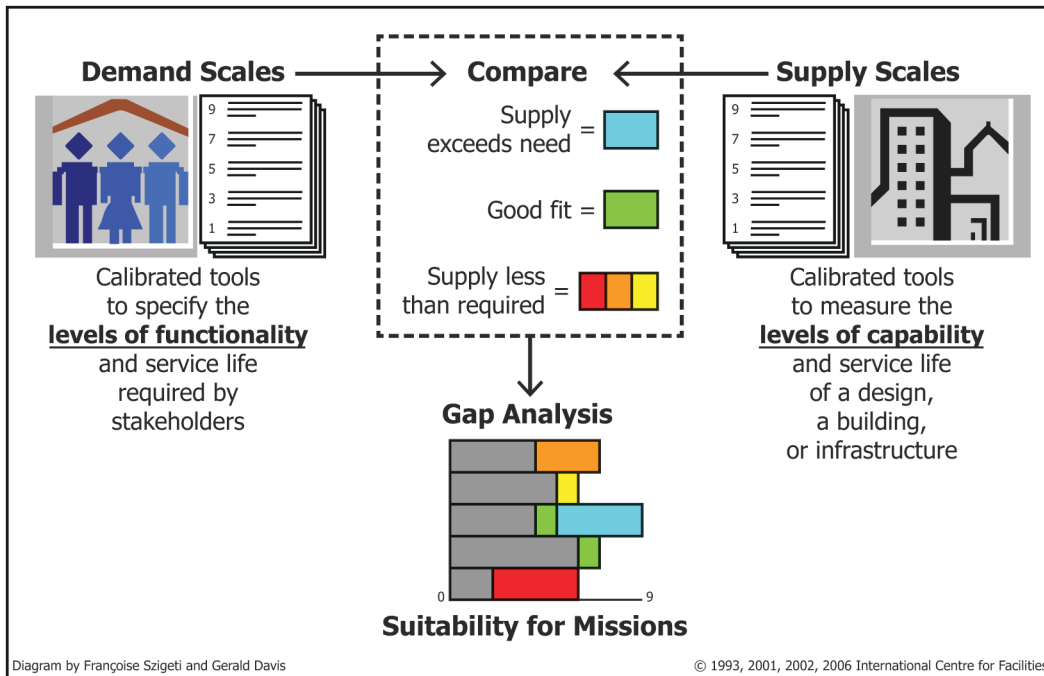 Demand Scales
9
7
5
3
1
Calibrated tools
to specify the
levels of functionality
and service life
required by
stakeholders
Compare
Supply
exceeds need =
Good fit =
Supply less
than required =
Supply Scales
9
7
5
3
1
Calibrated tools
to measure the
levels of capability
and service life
of a design,
a building,
or infrastructure
Gap Analysis
0 9
Suitability for Missions
Diagram by Françoise Szigeti and Gerald Davis
© 1993, 2001, 2002, 2006 International Centre for Facilities